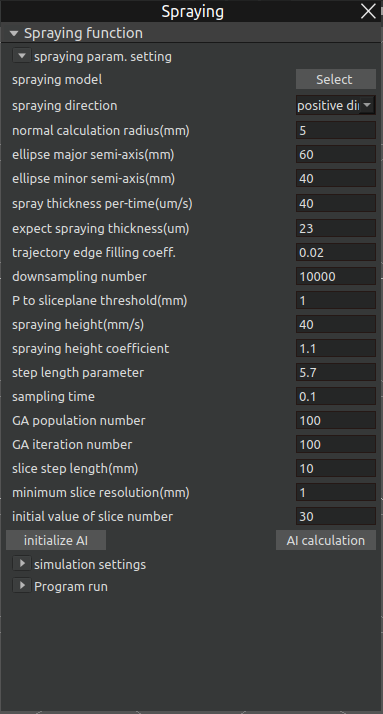 Spraying
Spraying function
spraying param. setting
spraying model Select
spraying direction positive dir
normal calculation radius(mm) 5
ellipse major semi-axis(mm) 60
ellipse minor semi-axis(mm) 40
spray thickness per-time(um/s) 40
expect spraying thickness(um) 23
trajectory edge filling coeff. 0.02
downsampling number 10000
P to sliceplane threshold(mm) 1
spraying height(mm/s) 40
spraying height coefficient 1.1
step length parameter 5.7
sampling time 0.1
GA population number 100
GA iteration number 100
slice step length(mm) 10
minimum slice resolution(mm) 1
initial value of slice number 30
initialize AI AI calculation
simulation settings
Program run